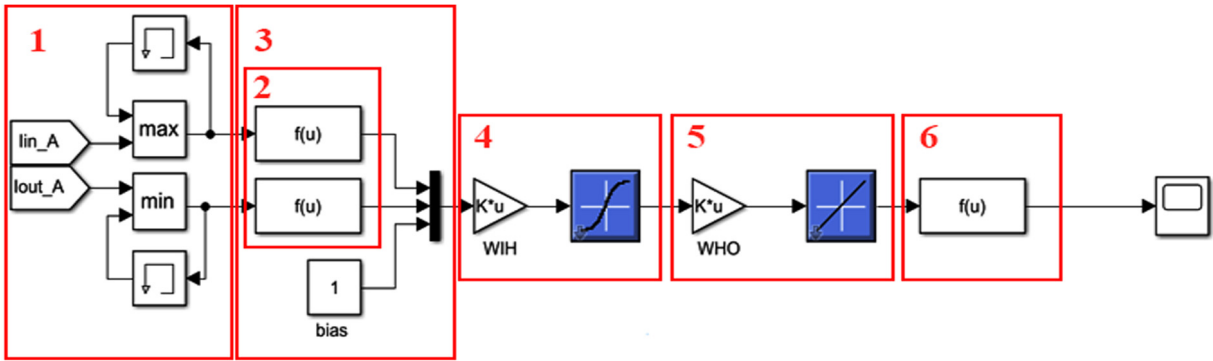 1
3
2
Iin_A
max
f(u)
Iout_A
min
f(u)
1
bias
4
K*u
WIH
5
K*u
WHO
6
f(u)